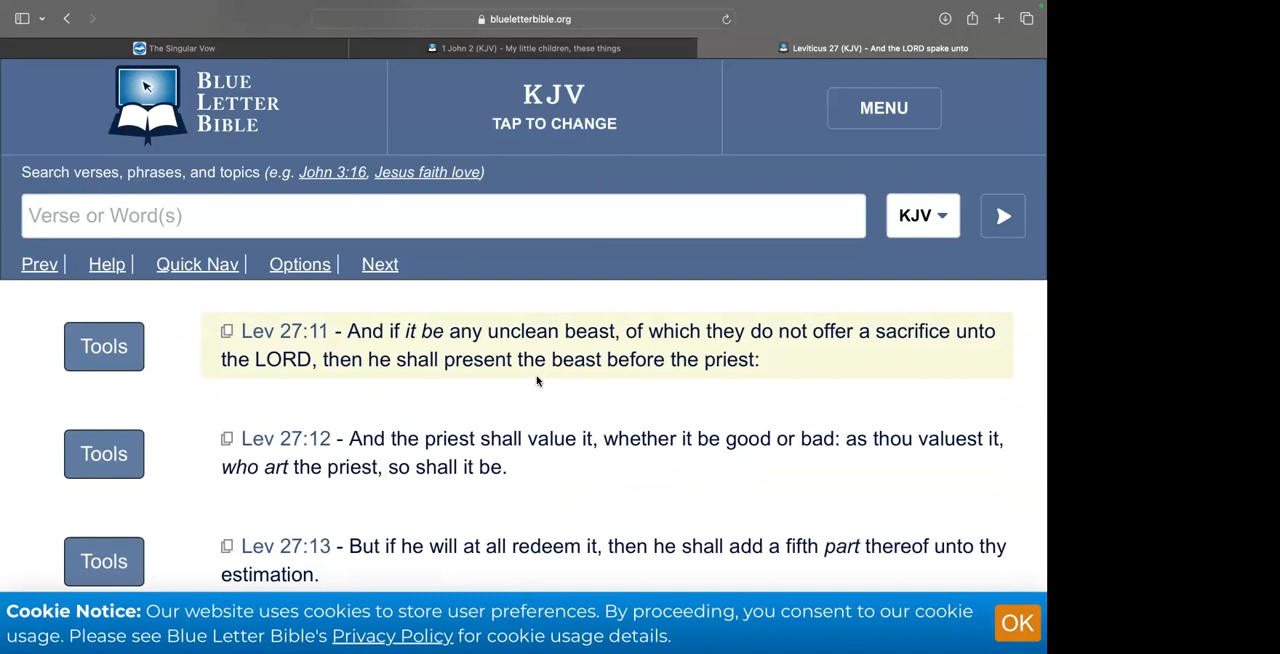 blueletterbible.org
The Singular Vow
1 John 2 (KJV) - My little children, these things
Leviticus 27 (KJV) - And the LORD spake unto
BLUE
LETTER
BIBLE
KJV
TAP TO CHANGE
MENU
Search verses, phrases, and topics (e.g. John 3:16, Jesus faith love)
Verse or Word(s)
KJV
Prev | Help | Quick Nav | Options | Next
Tools
Lev 27:11 - And if it be any unclean beast, of which they do not offer a sacrifice unto
the LORD, then he shall present the beast before the priest:
Tools
Lev 27:12 - And the priest shall value it, whether it be good or bad: as thou valuest it,
who art the priest, so shall it be.
Tools
Lev 27:13 - But if he will at all redeem it, then he shall add a fifth part thereof unto thy
estimation.
Cookie Notice: Our website uses cookies to store user preferences. By proceeding, you consent to our cookie
usage. Please see Blue Letter Bible's Privacy Policy for cookie usage details.
OK